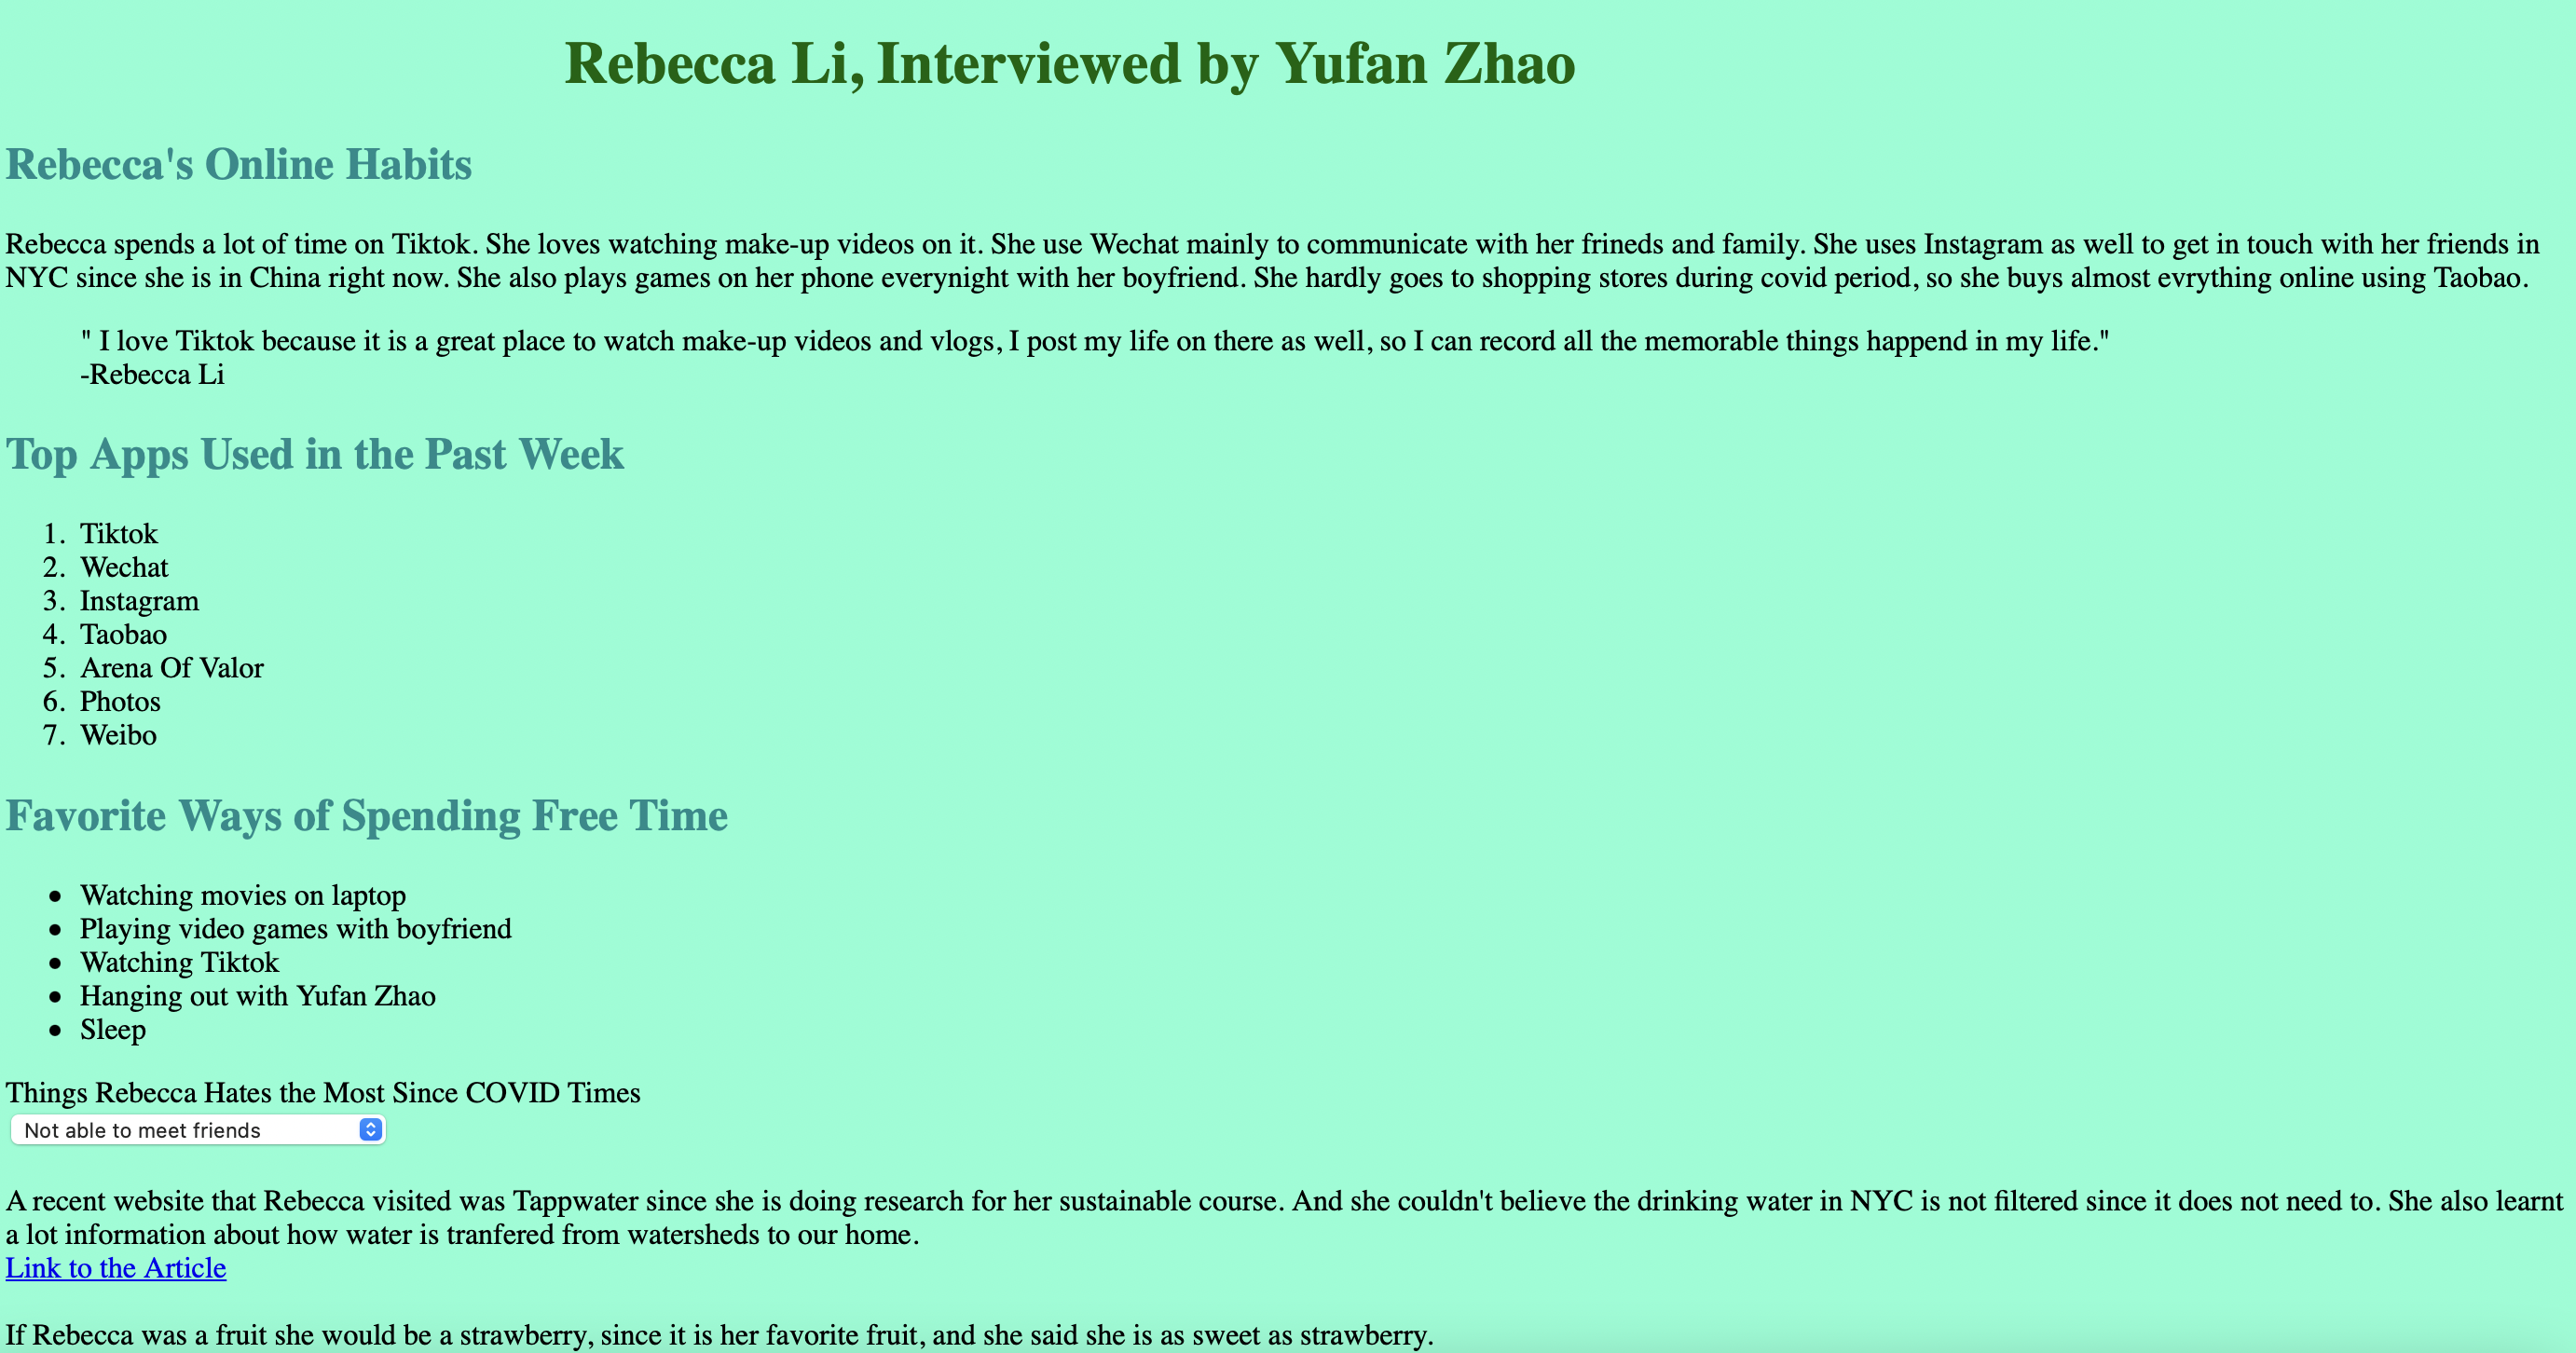 Rebecca Li, Interviewed by Yufan Zhao
Rebecca's Online Habits
Rebecca spends a lot of time on Tiktok. She loves watching make-up videos on it. She use Wechat mainly to communicate with her frineds and family. She uses Instagram as well to get in touch with her friends in
NYC since she is in China right now. She also plays games on her phone everynight with her boyfriend. She hardly goes to shopping stores during covid period, so she buys almost evrything online using Taobao.
" I love Tiktok because it is a great place to watch make-up videos and vlogs, I post my life on there as well, so I can record all the memorable things happend in my life."
-Rebecca Li
Top Apps Used in the Past Week
1. Tiktok
2. Wechat
3. Instagram
4. Taobao
5. Arena Of Valor
6. Photos
7. Weibo
Favorite Ways of Spending Free Time
• Watching movies on laptop
• Playing video games with boyfriend
• Watching Tiktok
• Hanging out with Yufan Zhao
• Sleep
Things Rebecca Hates the Most Since COVID Times
Not able to meet friends
A recent website that Rebecca visited was Tappwater since she is doing research for her sustainable course. And she couldn't believe the drinking water in NYC is not filtered since it does not need to. She also learnt
a lot information about how water is tranfered from watersheds to our home.
Link to the Article
If Rebecca was a fruit she would be a strawberry, since it is her favorite fruit, and she said she is as sweet as strawberry.